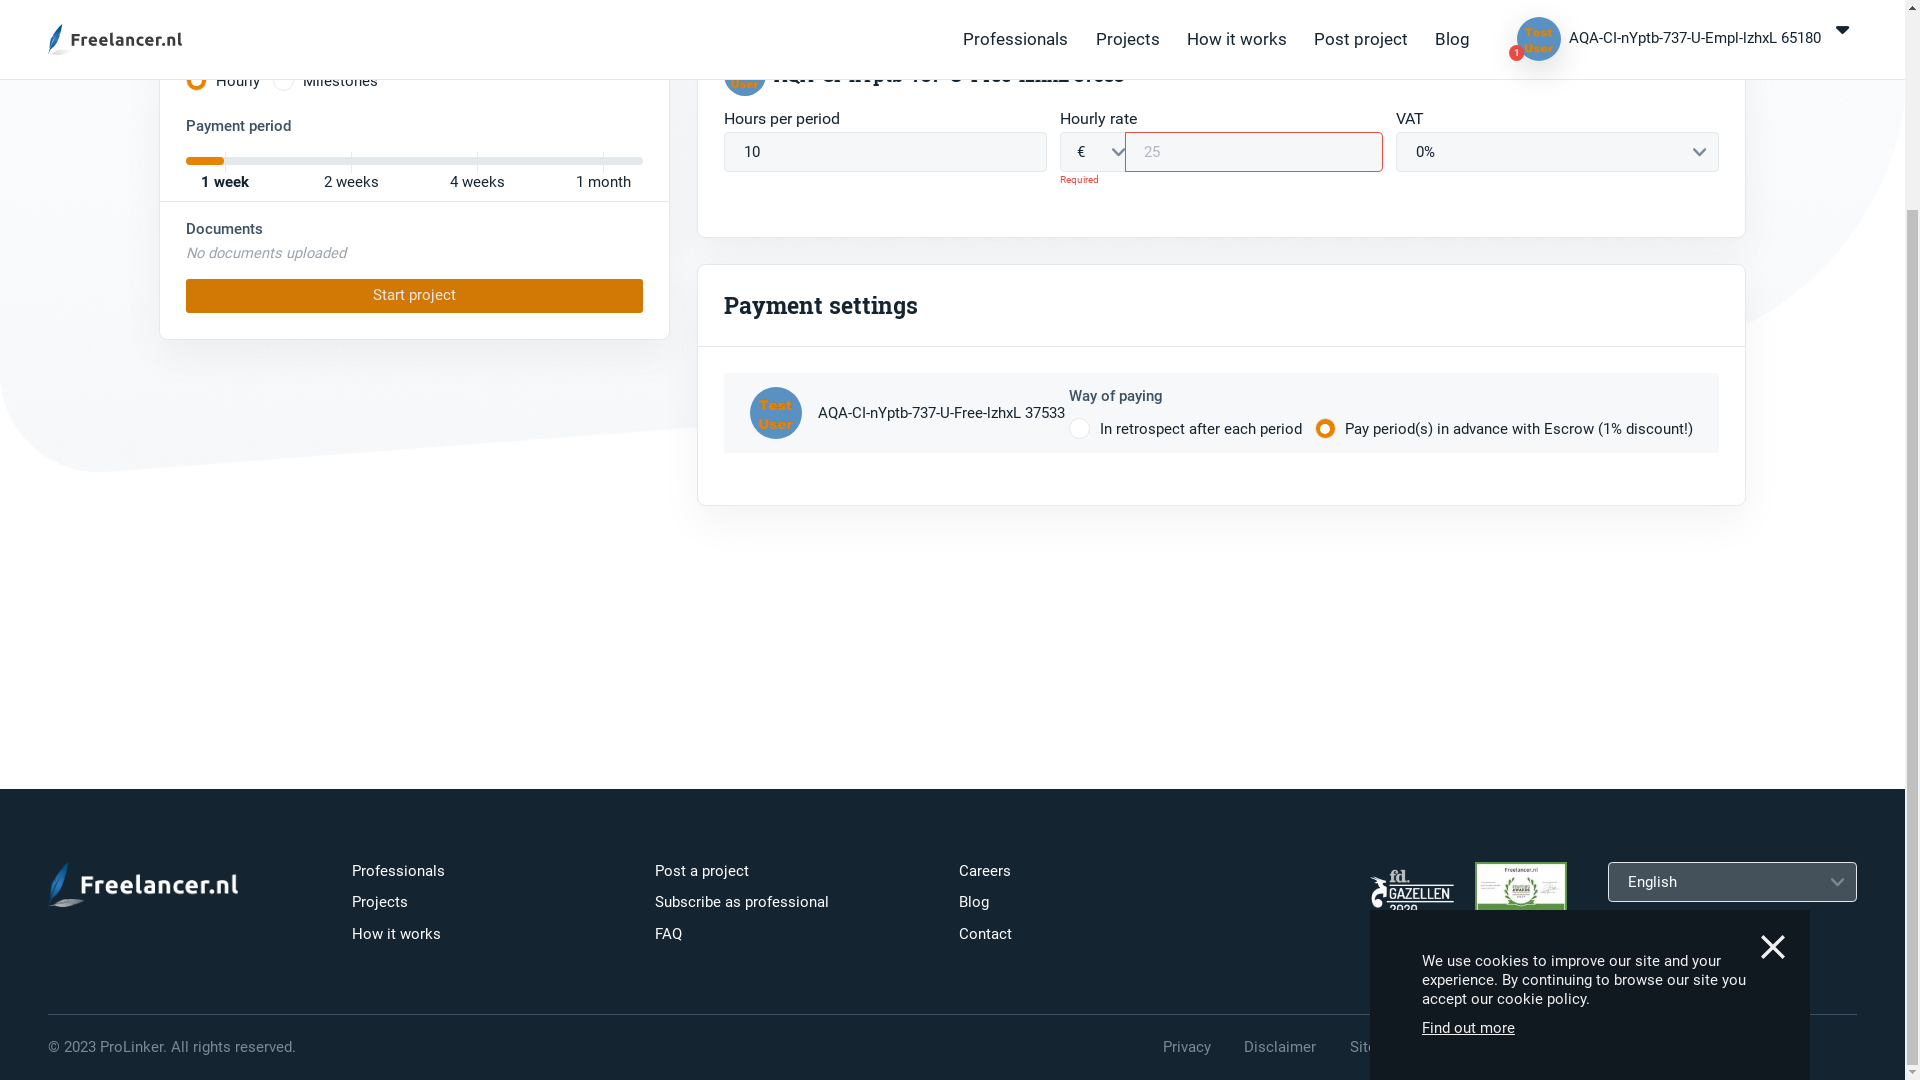 Freelancer.nl
Professionals
Projects
How it works
Post project
Blog
Test User
1
AQA-CI-nYptb-737-U-Empl-lzhxL 65180
Hourly
Milestones
Payment period
1 week
2 weeks
4 weeks
1 month
Documents
No documents uploaded
Start project
Hours per period
10
Hourly rate
€
25
Required
VAT
0%
Payment settings
Test
User
AQA-CI-nYptb-737-U-Free-lzhxL 37533
Way of paying
In retrospect after each period
Pay period(s) in advance with Escrow (1% discount!)
Freelancer.nl
Professionals
Projects
How it works
Post a project
Subscribe as professional
FAQ
Careers
Blog
Contact
fd.
GAZELLEN
2020
Freelancer.nl
English
We use cookies to improve our site and your
experience. By continuing to browse our site you
accept our cookie policy.
Find out more
© 2023 ProLinker. All rights reserved.
Privacy
Disclaimer